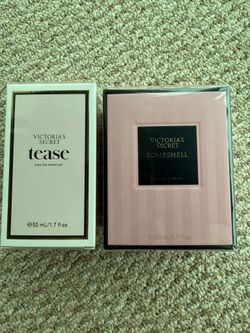 VICTORIA'S
SECRET
tease
EAU DE PARFUM
℮50 mL/1.7 fl oz
VICTORIA'S
SECRET
BOMBSHELL
℮50 mL/1.7 fl oz